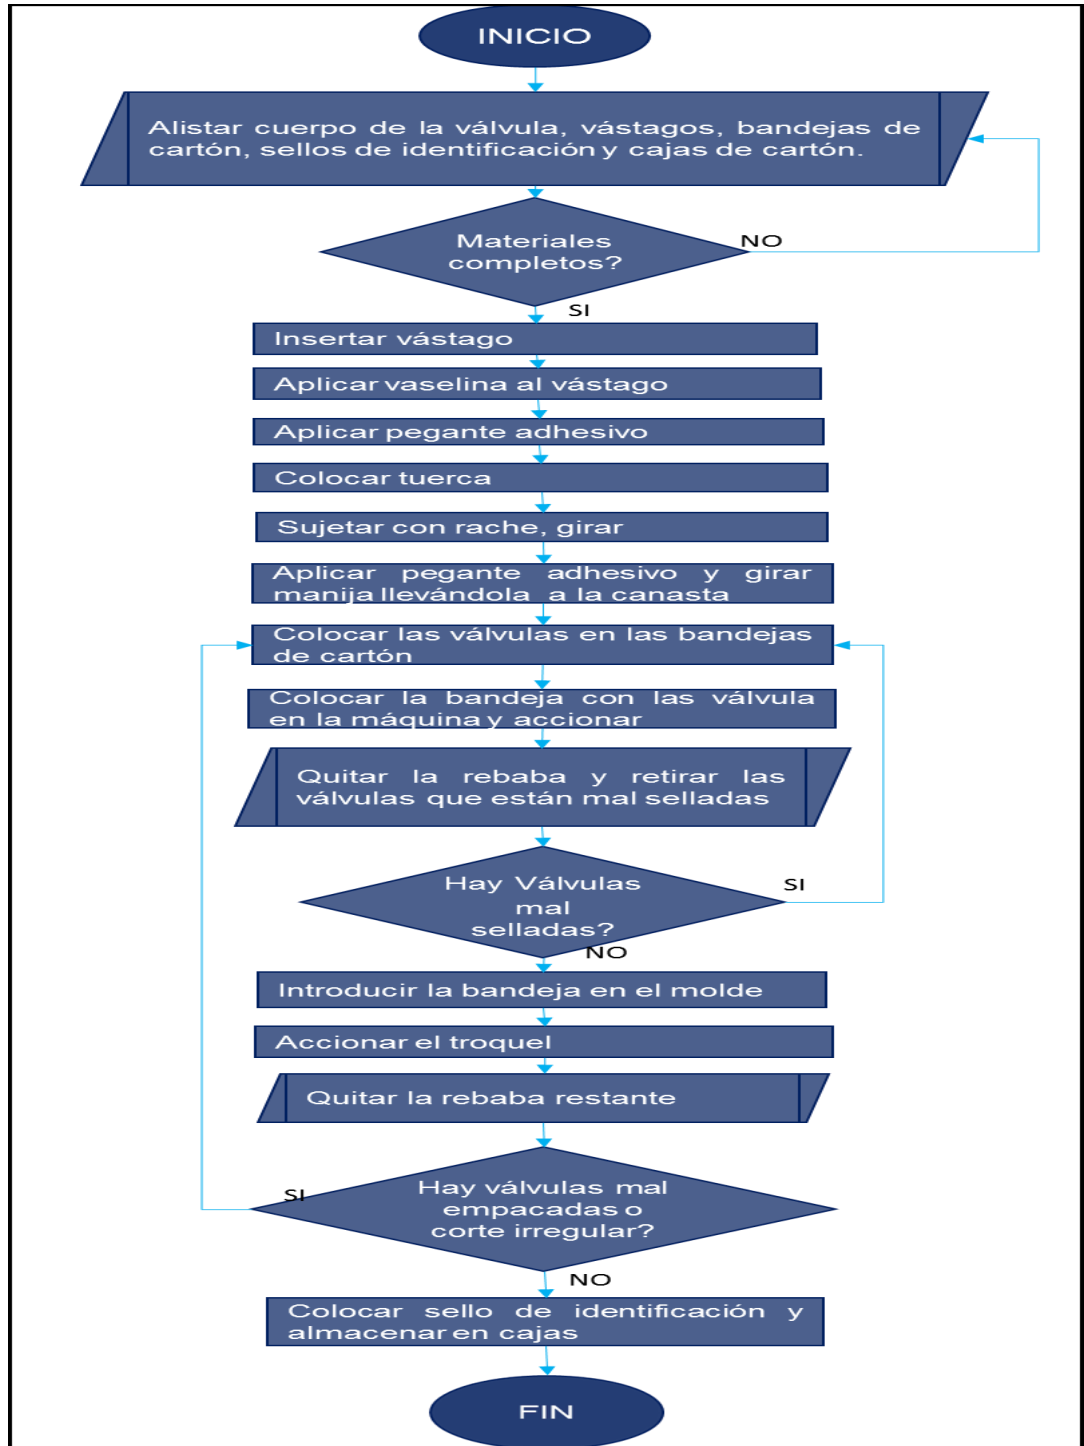 INICIO
Alistar cuerpo de la válvula, vástagos, bandejas de
cartón, sellos de identificación y cajas de cartón.
Materiales
completos?
NO
SI
Insertar vástago
Aplicar vaselina al vástago
Aplicar pegante adhesivo
Colocar tuerca
Sujetar con rache, girar
Aplicar pegante adhesivo y girar
manija llevándola a la canasta
Colocar las válvulas en las bandejas
de cartón
Colocar la bandeja con las válvula
en la máquina y accionar
Quitar la rebaba y retirar las
válvulas que están mal selladas
Hay Válvulas
mal
selladas?
SI
NO
Introducir la bandeja en el molde
Accionar el troquel
Quitar la rebaba restante
Hay válvulas mal
empacadas o
corte irregular?
SI
NO
Colocar sello de identificación y
almacenar en cajas
FIN